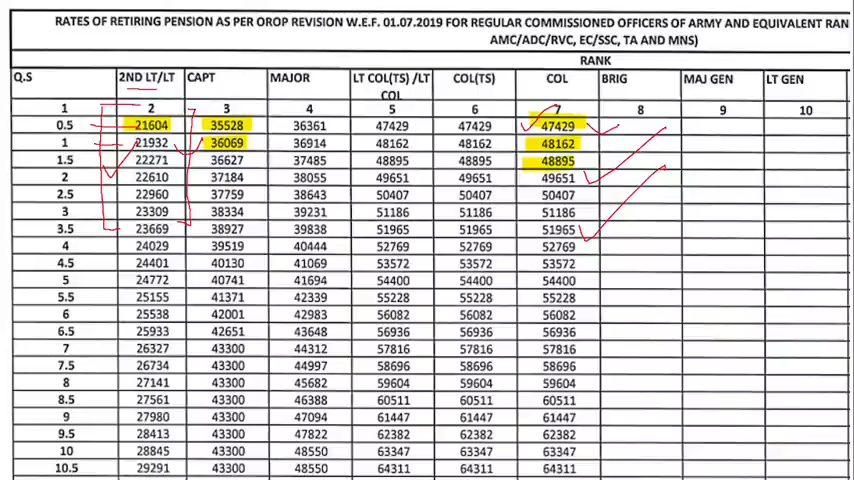 RATES OF RETIRING PENSION AS PER OROP REVISION W.E.F. 01.07.2019 FOR REGULAR COMMISSIONED OFFICERS OF ARMY AND EQUIVALENT RAN
AMC/ADC/RVC, EC/SSC, TA AND MNS)
RANK
Q.S 2ND LT/LT CAPT MAJOR LT COL(TS) /LT COL COL(TS) COL BRIG MAJ GEN LT GEN
1 2 3 4 5 6 7 8 9 10
0.5 21604 35528 36361 47429 47429 47429
1 21932 36069 36914 48162 48162 48162
1.5 22271 36627 37485 48895 48895 48895
2 22610 37184 38055 49651 49651 49651
2.5 22960 37759 38643 50407 50407 50407
3 23309 38334 39231 51186 51186 51186
3.5 23669 38927 39838 51965 51965 51965
4 24029 39519 40444 52769 52769 52769
4.5 24401 40130 41069 53572 53572 53572
5 24772 40741 41694 54400 54400 54400
5.5 25155 41371 42339 55228 55228 55228
6 25538 42001 42983 56082 56082 56082
6.5 25933 42651 43648 56936 56936 56936
7 26327 43300 44312 57816 57816 57816
7.5 26734 43300 44997 58696 58696 58696
8 27141 43300 45682 59604 59604 59604
8.5 27561 43300 46388 60511 60511 60511
9 27980 43300 47094 61447 61447 61447
9.5 28413 43300 47822 62382 62382 62382
10 28845 43300 48550 63347 63347 63347
10.5 29291 43300 48550 64311 64311 64311